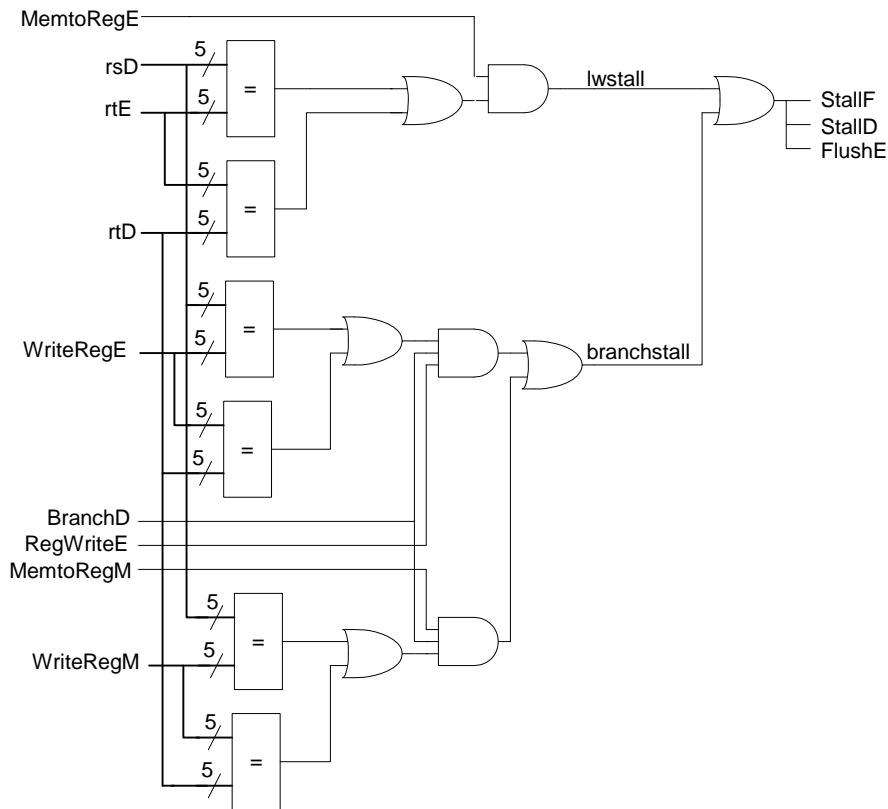 MemtoRegE
5
rsD
5
rtE
=
lwstall
StallF
StallD
FlushE
5
5
rtD
=
5
5
WriteRegE
=
branchstall
5
5
=
BranchD
RegWriteE
MemtoRegM
5
5
WriteRegM
=
5
5
=